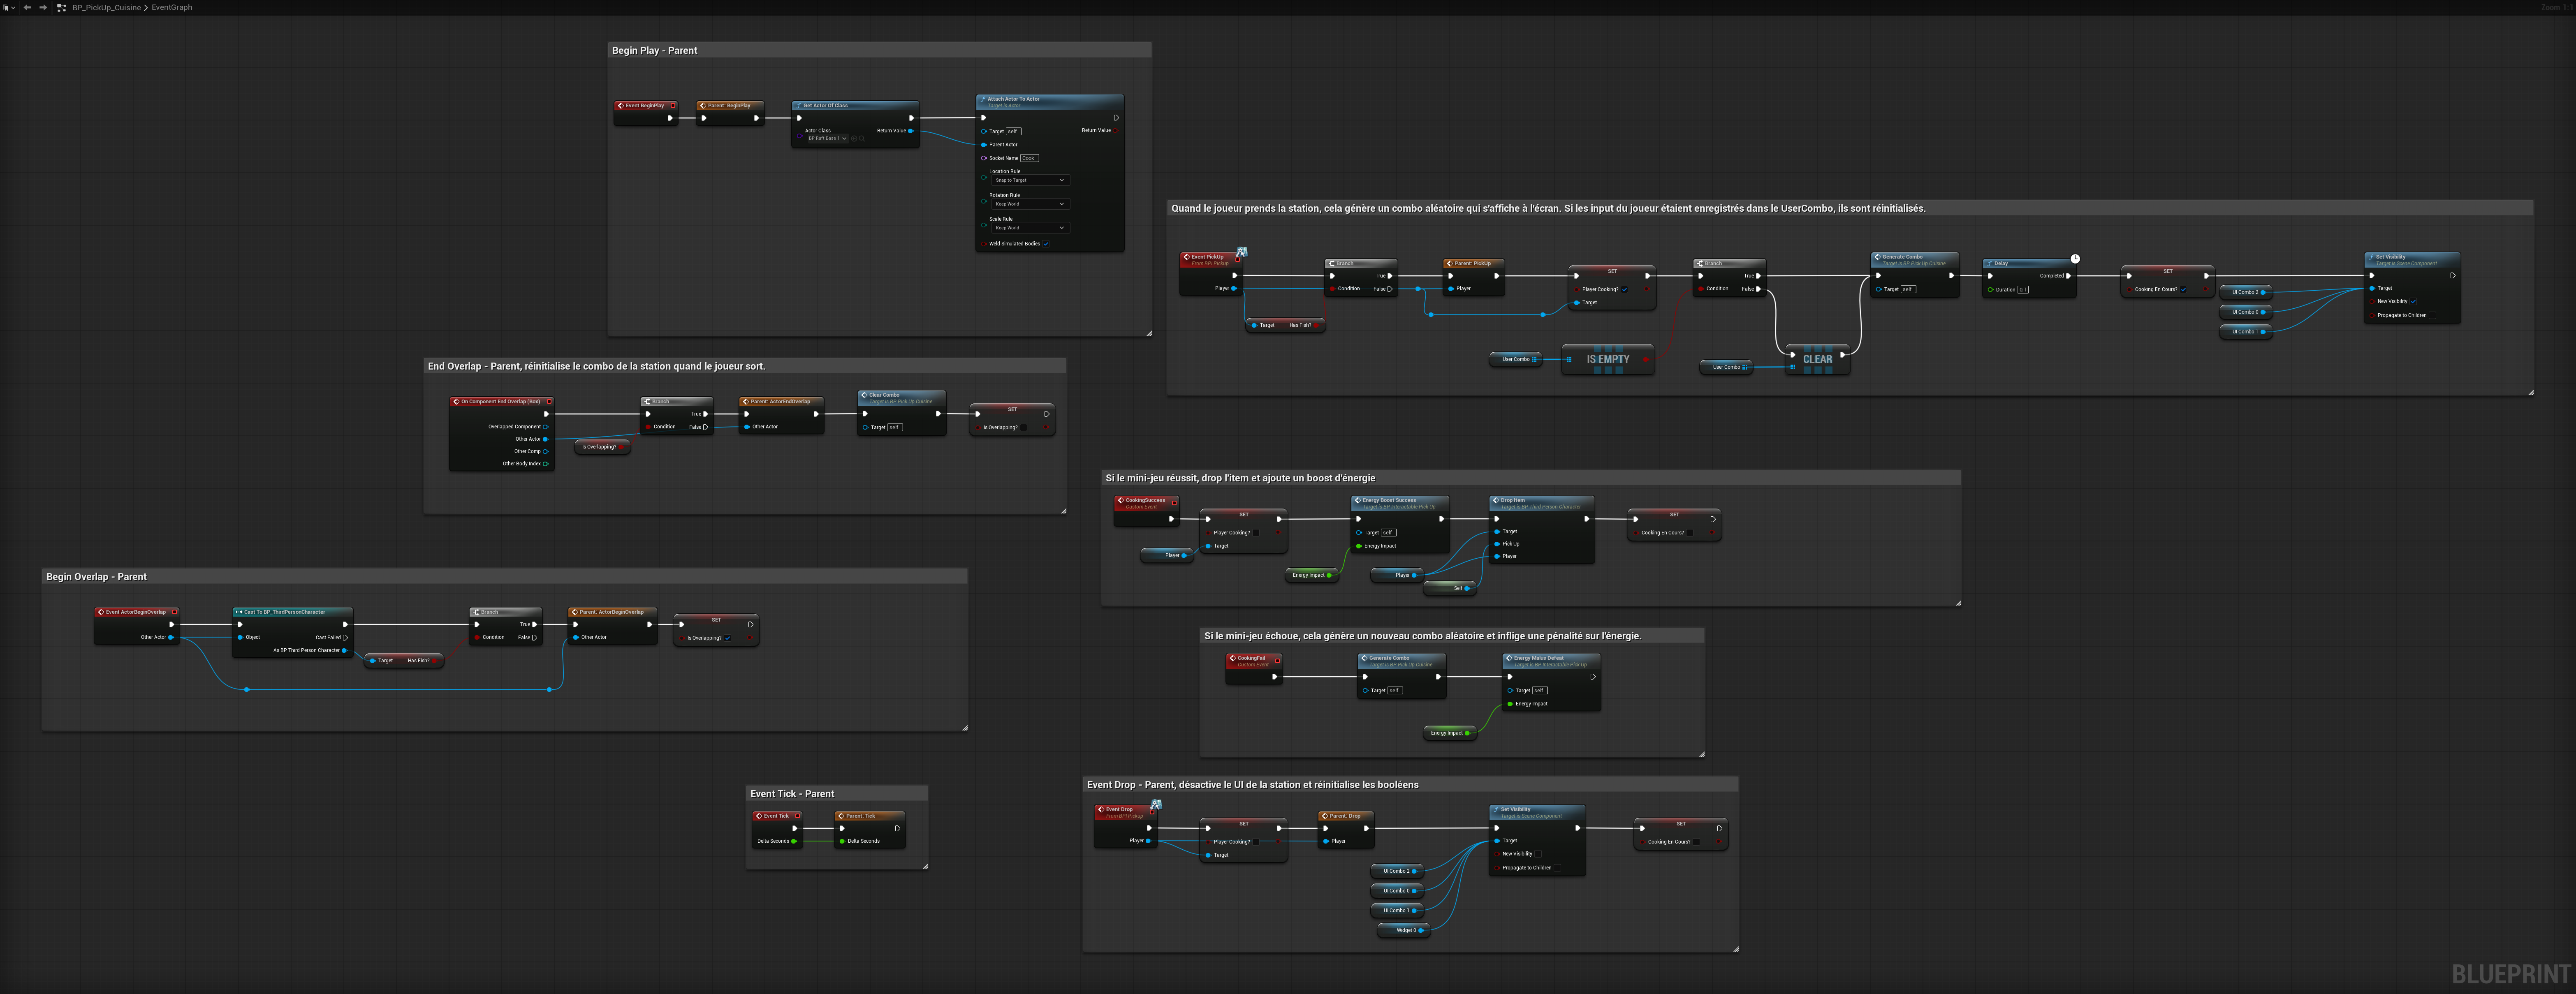 BP_PickUp_Cuisine > EventGraph
Zoom 1:1
Begin Play - Parent
Event BeginPlay
Parent: BeginPlay
Get Actor Of Class
Actor Class
BP Raft Base 1
Return Value
Attach Actor To Actor
Target is Actor
Target self
Return Value
Parent Actor
Socket Name Cook
Location Rule
Snap to Target
Rotation Rule
Keep World
Scale Rule
Keep World
Weld Simulated Bodies
Quand le joueur prends la station, cela génère un combo aléatoire qui s'affiche à l'écran. Si les input du joueur étaient enregistrés dans le UserCombo, ils sont réinitialisés.
Event PickUp
From BPI Pickup
Player
Target Has Fish?
Branch
True
Condition False
Parent: PickUp
Player
SET
Player Cooking?
Target
User Combo
IS EMPTY
Branch
True
Condition False
User Combo
CLEAR
Generate Combo
Target is BP Pick Up Cuisine
Target self
Delay
Completed
Duration 0,1
SET
Cooking En Cours?
UI Combo 2
UI Combo 0
UI Combo 1
Set Visibility
Target is Scene Component
Target
New Visibility
Propagate to Children
End Overlap - Parent, réinitialise le combo de la station quand le joueur sort.
On Component End Overlap (Box)
Overlapped Component
Other Actor
Other Comp
Other Body Index
Is Overlapping?
Branch
True
Condition False
Parent: ActorEndOverlap
Other Actor
Clear Combo
Target is BP Pick Up Cuisine
Target self
SET
Is Overlapping?
Si le mini-jeu réussit, drop l'item et ajoute un boost d'énergie
CookingSuccess
Custom Event
Player
SET
Player Cooking?
Target
Energy Impact
Energy Boost Success
Target is BP Interactable Pick Up
Target self
Energy Impact
Player
Self
Drop Item
Target is BP Third Person Character
Target
Pick Up
Player
SET
Cooking En Cours?
Begin Overlap - Parent
Event ActorBeginOverlap
Other Actor
Cast To BP_ThirdPersonCharacter
Object Cast Failed
As BP Third Person Character
Target Has Fish?
Branch
True
Condition False
Parent: ActorBeginOverlap
Other Actor
SET
Is Overlapping?
Si le mini-jeu échoue, cela génère un nouveau combo aléatoire et inflige une pénalité sur l'énergie.
CookingFail
Custom Event
Generate Combo
Target is BP Pick Up Cuisine
Target self
Energy Impact
Energy Malus Defeat
Target is BP Interactable Pick Up
Target self
Energy Impact
Event Tick - Parent
Event Tick
Delta Seconds
Parent: Tick
Delta Seconds
Event Drop - Parent, désactive le UI de la station et réinitialise les booléens
Event Drop
From BPI Pickup
Player
SET
Player Cooking?
Target
Parent: Drop
Player
UI Combo 2
UI Combo 0
UI Combo 1
Widget 0
Set Visibility
Target is Scene Component
Target
New Visibility
Propagate to Children
SET
Cooking En Cours?
BLUEPRINT